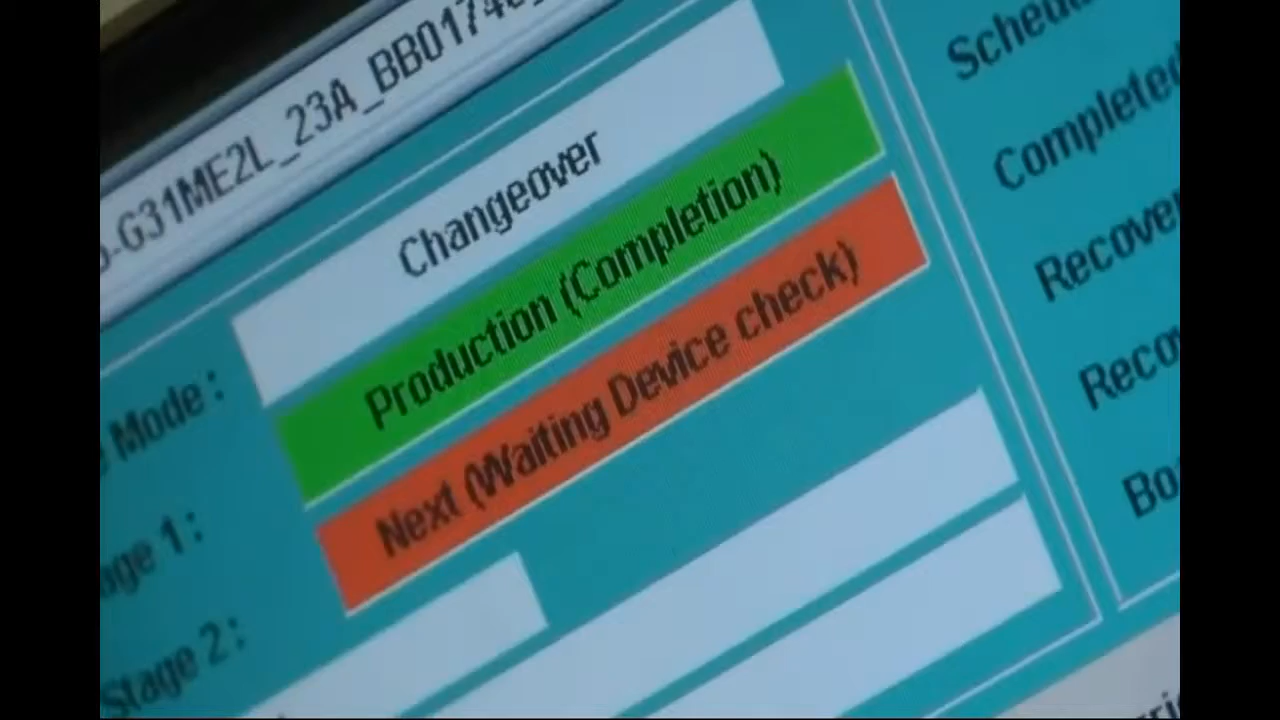 -G31ME2L_23A_BB0174
Mode: Changeover
Stage 1: Production (Completion)
Stage 2: Next (Waiting Device check)
Completed